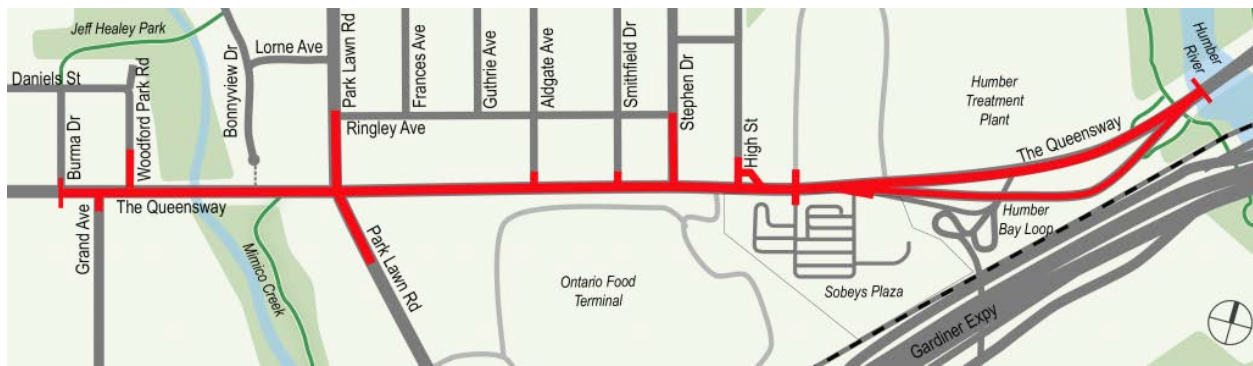 Jeff Healey Park
Daniels St
Burma Dr
Woodford Park Rd
Bonnyview Dr
Lorne Ave
Park Lawn Rd
Frances Ave
Guthrie Ave
Aldgate Ave
Smithfield Dr
Stephen Dr
High St
Ringley Ave
Humber
Treatment
Plant
Humber
River
The Queensway
The Queensway
Grand Ave
Mimico Creek
Park Lawn Rd
Ontario Food
Terminal
Sobeys Plaza
Humber
Bay Loop
Gardiner Expy